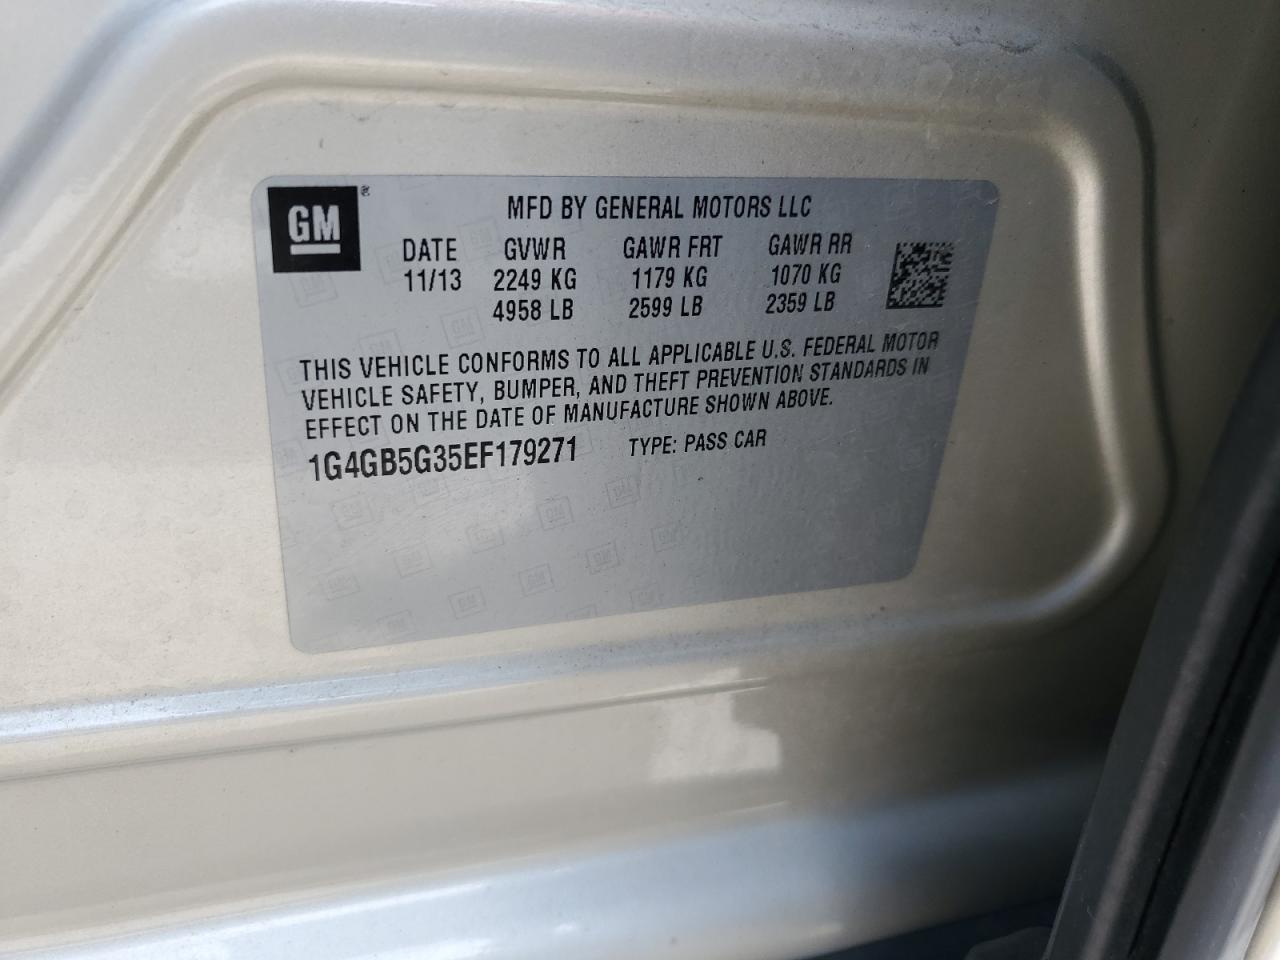 GM®
MFD BY GENERAL MOTORS LLC
DATE GVWR GAWR FRT GAWR RR
11/13 2249 KG 1179 KG 1070 KG
4958 LB 2599 LB 2359 LB
THIS VEHICLE CONFORMS TO ALL APPLICABLE U.S. FEDERAL MOTOR
VEHICLE SAFETY, BUMPER, AND THEFT PREVENTION STANDARDS IN
EFFECT ON THE DATE OF MANUFACTURE SHOWN ABOVE.
1G4GB5G35EF179271 TYPE: PASS CAR